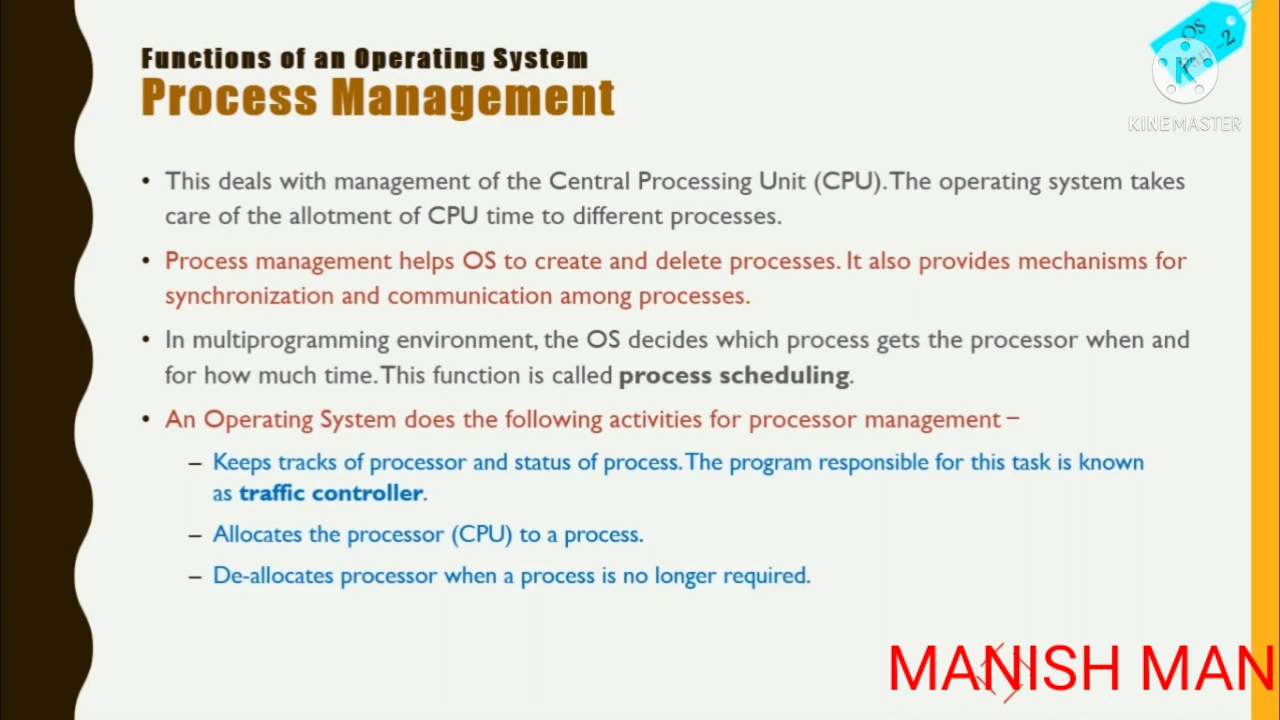 Functions of an Operating System
Process Management
OS
-2
K
KINEMASTER
• This deals with management of the Central Processing Unit (CPU). The operating system takes
care of the allotment of CPU time to different processes.
• Process management helps OS to create and delete processes. It also provides mechanisms for
synchronization and communication among processes.
• In multiprogramming environment, the OS decides which process gets the processor when and
for how much time. This function is called process scheduling.
• An Operating System does the following activities for processor management –
– Keeps tracks of processor and status of process. The program responsible for this task is known
as traffic controller.
– Allocates the processor (CPU) to a process.
– De-allocates processor when a process is no longer required.
MANISH MAN